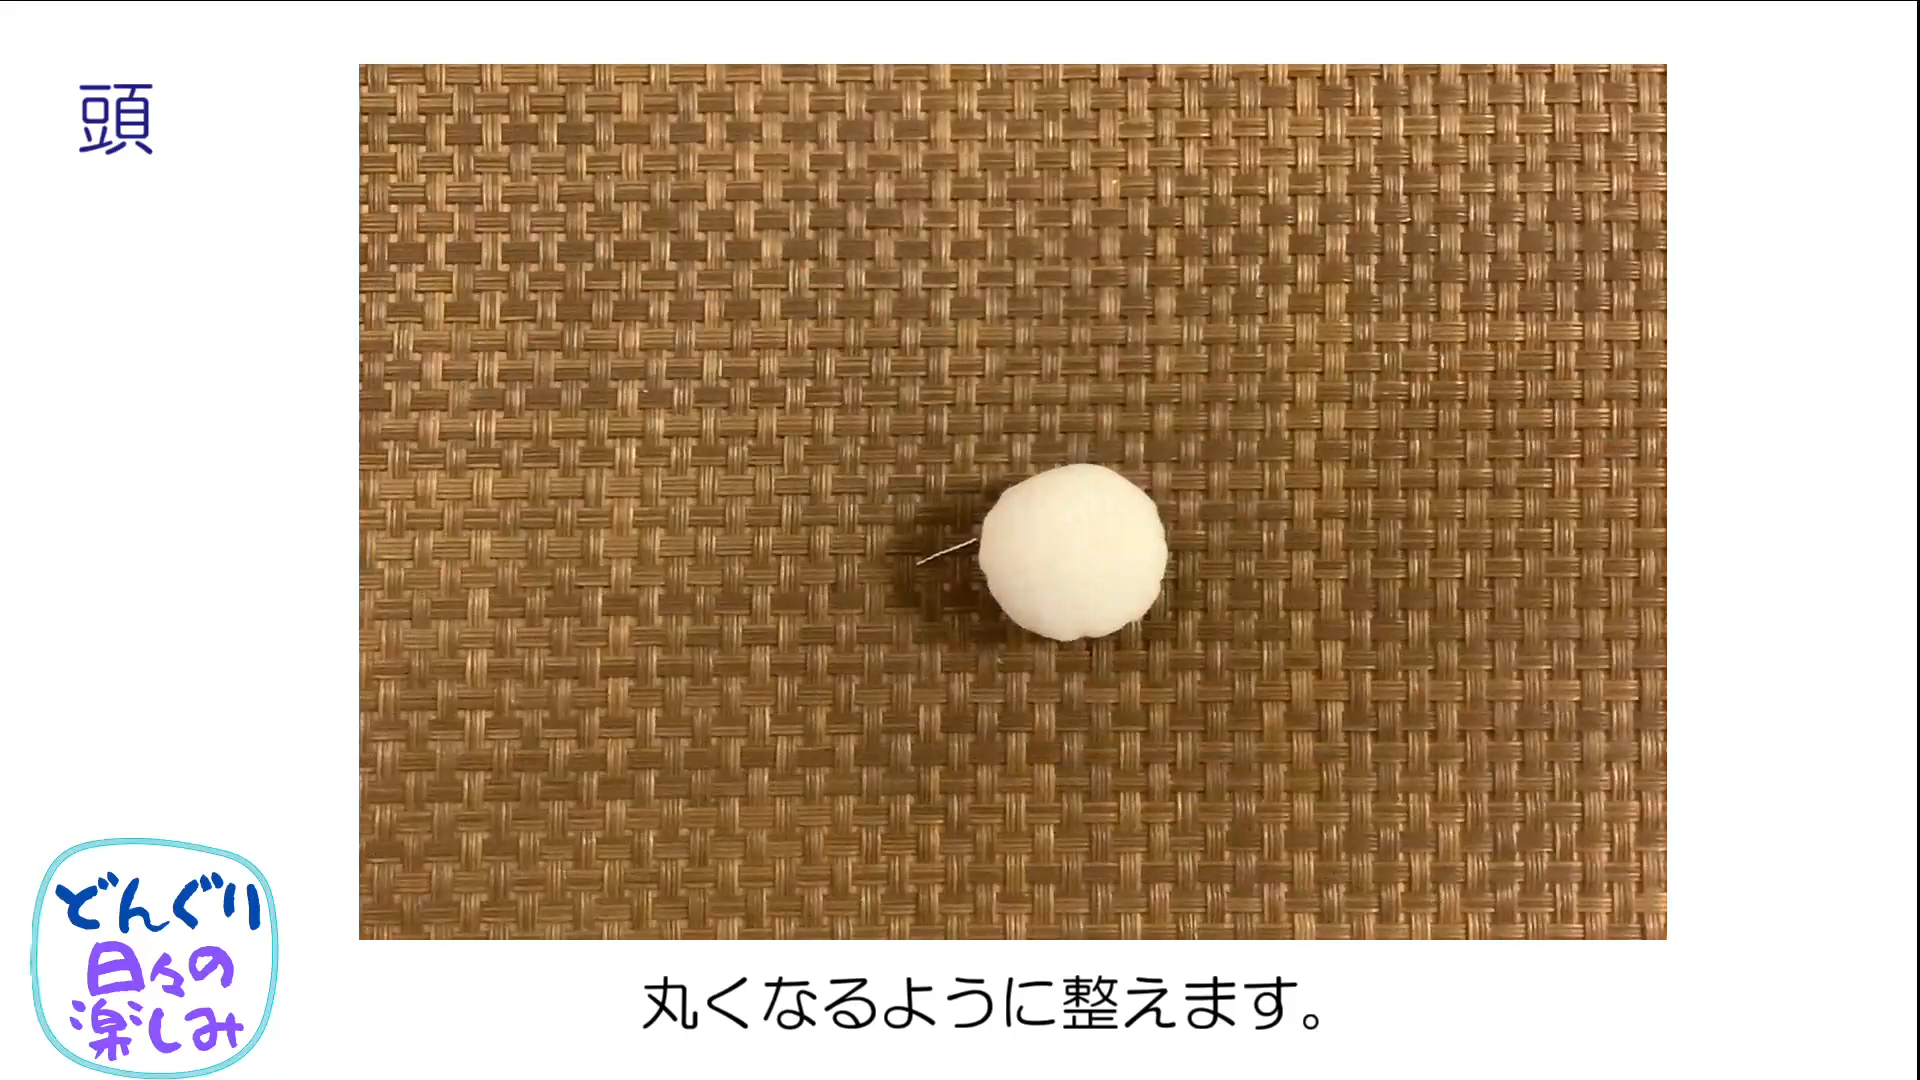 頭
丸くなるように整えます。
どんぐり
日々の
楽しみ